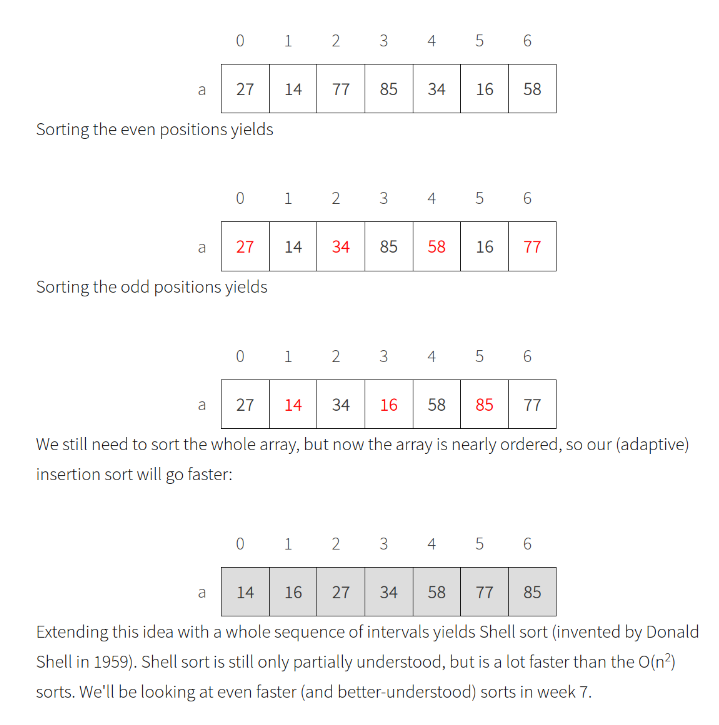 0 1 2 3 4 5 6
a 27 14 77 85 34 16 58
Sorting the even positions yields
0 1 2 3 4 5 6
a 27 14 34 85 58 16 77
Sorting the odd positions yields
0 1 2 3 4 5 6
a 27 14 34 16 58 85 77
We still need to sort the whole array, but now the array is nearly ordered, so our (adaptive)
insertion sort will go faster:
0 1 2 3 4 5 6
a 14 16 27 34 58 77 85
Extending this idea with a whole sequence of intervals yields Shell sort (invented by Donald
Shell in 1959). Shell sort is still only partially understood, but is a lot faster than the O(n²)
sorts. We'll be looking at even faster (and better-understood) sorts in week 7.